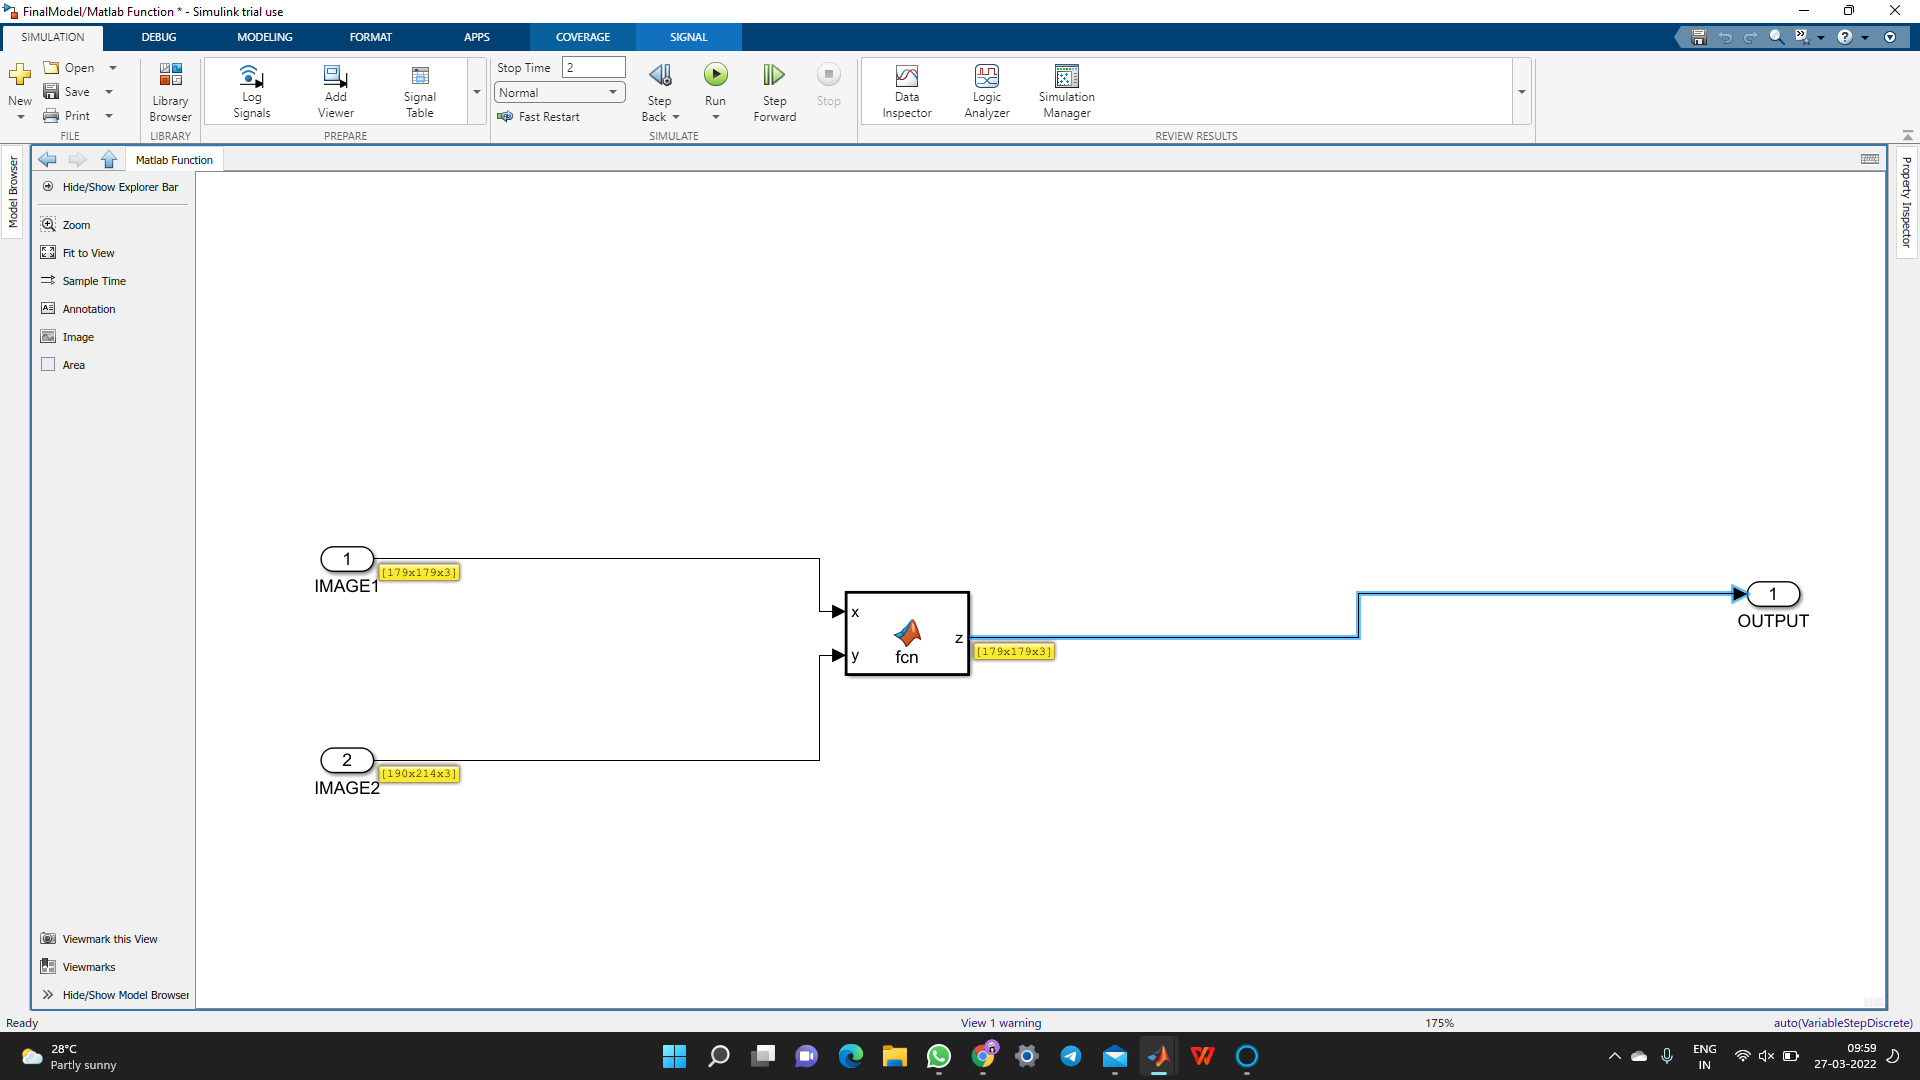 FinalModel/Matlab Function * - Simulink trial use
SIMULATION DEBUG MODELING FORMAT APPS COVERAGE SIGNAL
New
Open
Save
Print
FILE
Library
Browser
LIBRARY
Log
Signals
Add
Viewer
Signal
Table
PREPARE
Stop Time 2
Normal
Fast Restart
Step
Back
Run
Step
Forward
Stop
SIMULATE
Data
Inspector
Logic
Analyzer
Simulation
Manager
REVIEW RESULTS
Model Browser
Matlab Function
Property Inspector
Hide/Show Explorer Bar
Zoom
Fit to View
Sample Time
Annotation
Image
Area
1
IMAGE1
[179x179x3]
x
y
z
fcn
[179x179x3]
1
OUTPUT
2
IMAGE2
[190x214x3]
Viewmark this View
Viewmarks
Hide/Show Model Browser
Ready
View 1 warning
175%
auto(VariableStepDiscrete)
28°C
Partly sunny
ENG
IN
09:59
27-03-2022